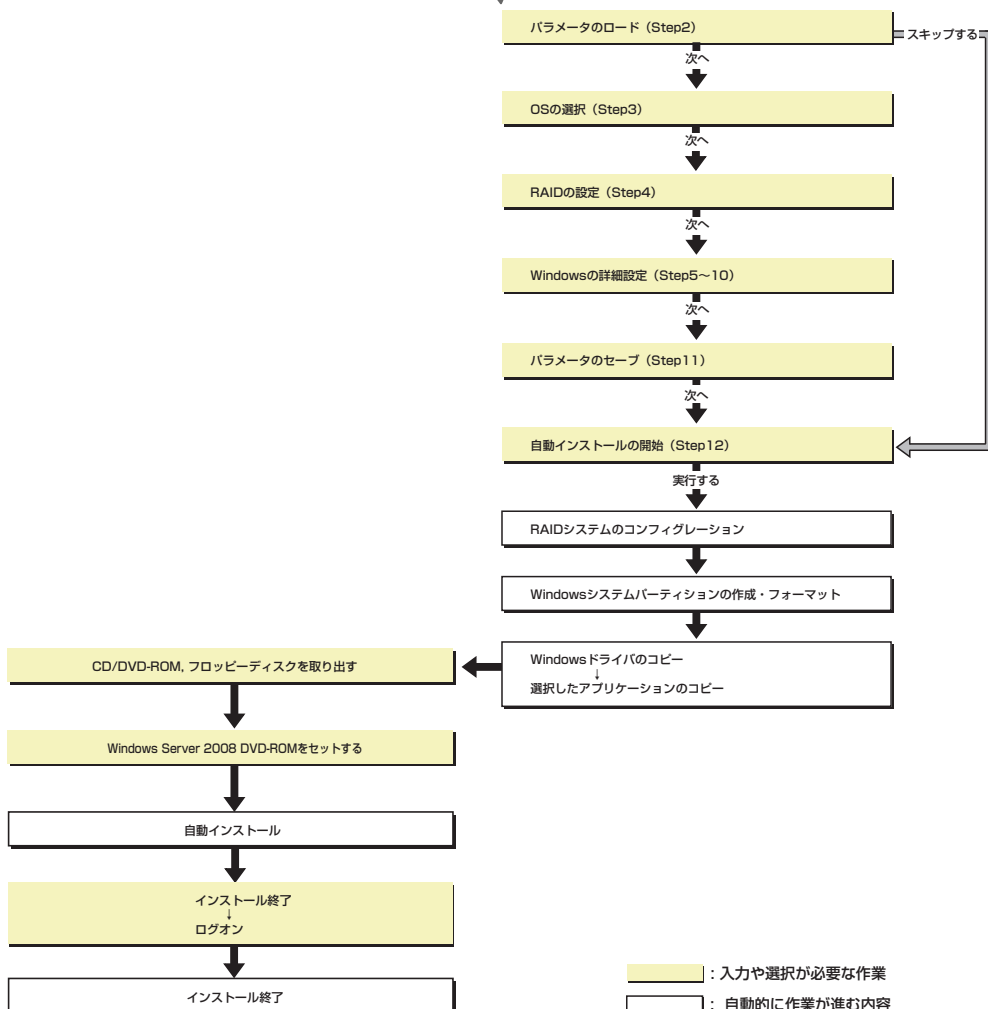 パラメータのロード（Step2）
スキップする
次へ
OSの選択（Step3）
次へ
RAIDの設定（Step4）
次へ
Windowsの詳細設定（Step5～10）
次へ
パラメータのセーブ（Step11）
次へ
自動インストールの開始（Step12）
実行する
RAIDシステムのコンフィグレーション
Windowsシステムパーティションの作成・フォーマット
Windowsドライバのコピー
↓
選択したアプリケーションのコピー
CD/DVD-ROM, フロッピーディスクを取り出す
Windows Server 2008 DVD-ROMをセットする
自動インストール
インストール終了
↓
ログオン
インストール終了
：入力や選択が必要な作業
： 自動的に作業が進む内容